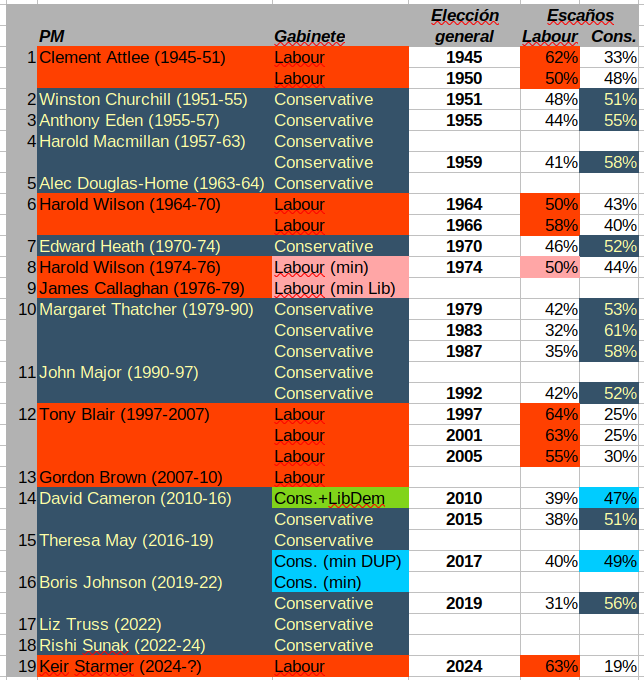 Elección Escaños
PM Gabinete general Labour Cons.
1 Clement Attlee (1945-51) Labour 1945 62% 33%
Labour 1950 50% 48%
2 Winston Churchill (1951-55) Conservative 1951 48% 51%
3 Anthony Eden (1955-57) Conservative 1955 44% 55%
4 Harold Macmillan (1957-63) Conservative
Conservative 1959 41% 58%
5 Alec Douglas-Home (1963-64) Conservative
6 Harold Wilson (1964-70) Labour 1964 50% 43%
Labour 1966 58% 40%
7 Edward Heath (1970-74) Conservative 1970 46% 52%
8 Harold Wilson (1974-76) Labour (min) 1974 50% 44%
9 James Callaghan (1976-79) Labour (min Lib)
10 Margaret Thatcher (1979-90) Conservative 1979 42% 53%
Conservative 1983 32% 61%
Conservative 1987 35% 58%
11 John Major (1990-97) Conservative
Conservative 1992 42% 52%
12 Tony Blair (1997-2007) Labour 1997 64% 25%
Labour 2001 63% 25%
Labour 2005 55% 30%
13 Gordon Brown (2007-10) Labour
14 David Cameron (2010-16) Cons.+LibDem 2010 39% 47%
Conservative 2015 38% 51%
15 Theresa May (2016-19) Conservative
Cons. (min DUP) 2017 40% 49%
16 Boris Johnson (2019-22) Cons. (min)
Conservative 2019 31% 56%
17 Liz Truss (2022) Conservative
18 Rishi Sunak (2022-24) Conservative
19 Keir Starmer (2024-?) Labour 2024 63% 19%